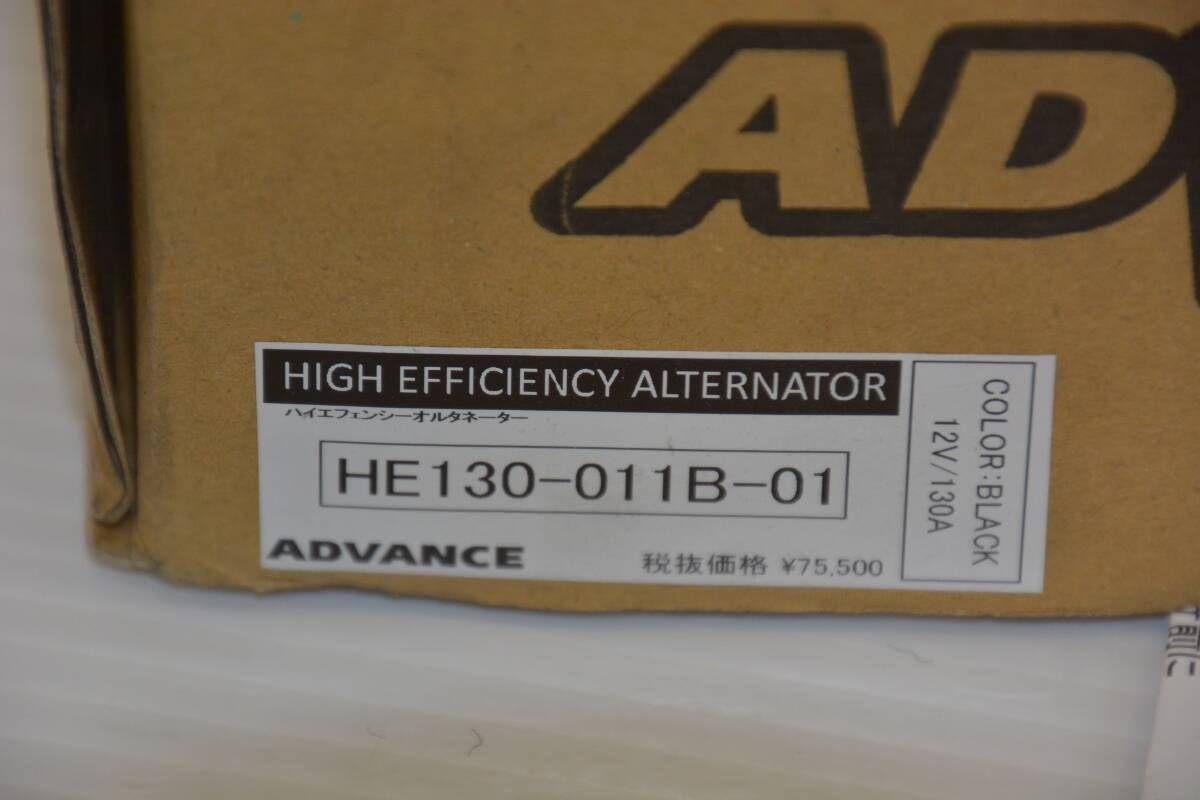 AD
HIGH EFFICIENCY ALTERNATOR
ハイエフェンシーオルタネーター
HE130-011B-01
ADVANCE
税抜価格 ¥75,500
COLOR:BLACK
12V/130A